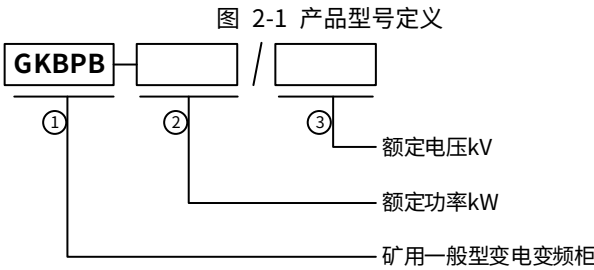 图 2-1 产品型号定义
GKBPB /
① ② ③
额定电压kV
额定功率kW
矿用一般型变电变频柜